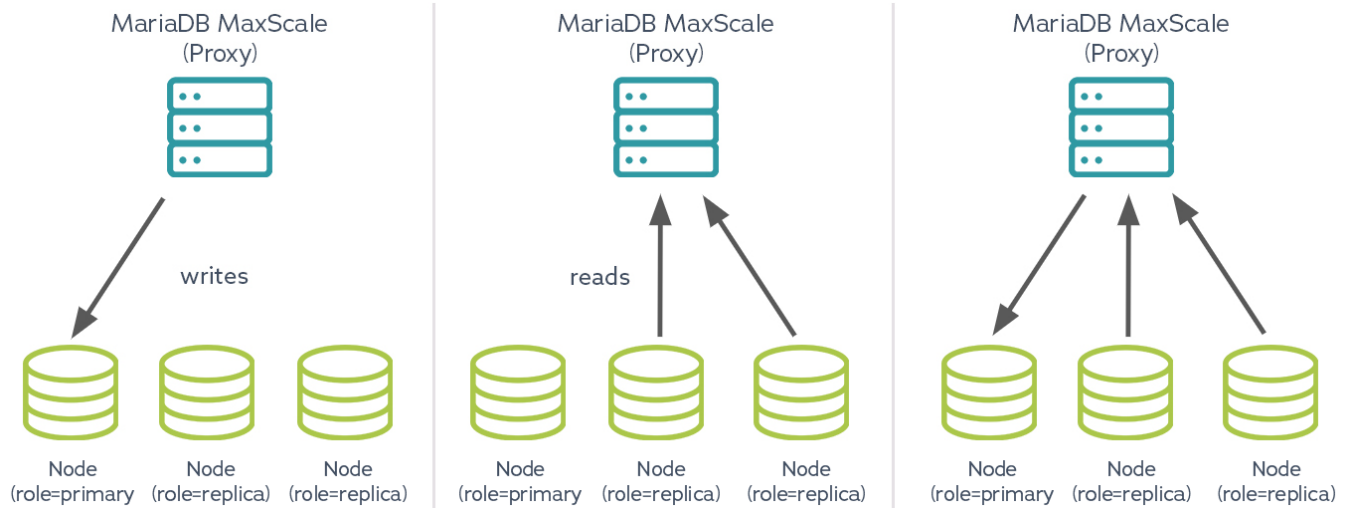 MariaDB MaxScale
(Proxy)
writes
Node
(role=primary
Node
(role=replica)
Node
(role=replica)
MariaDB MaxScale
(Proxy)
reads
Node
(role=primary
Node
(role=replica)
Node
(role=replica)
MariaDB MaxScale
(Proxy)
Node
(role=primary
Node
(role=replica)
Node
(role=replica)